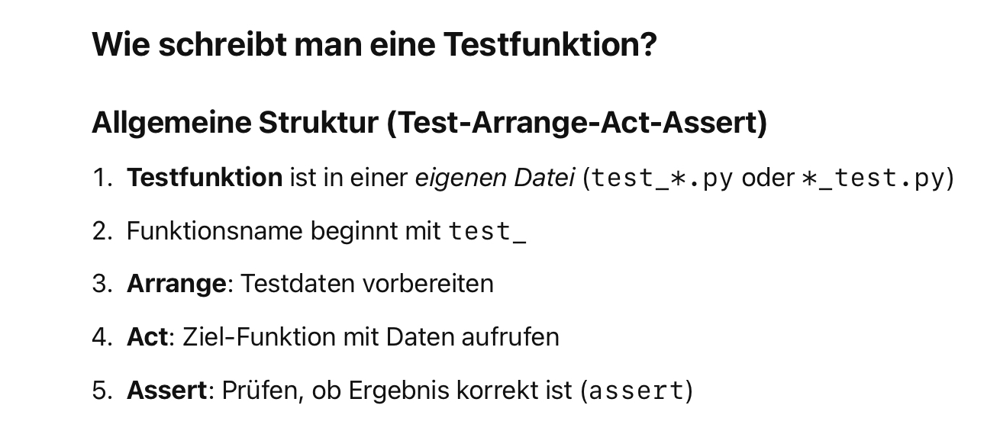 Wie schreibt man eine Testfunktion?
Allgemeine Struktur (Test-Arrange-Act-Assert)
1. Testfunktion ist in einer eigenen Datei (test_*.py oder *_test.py)
2. Funktionsname beginnt mit test_
3. Arrange: Testdaten vorbereiten
4. Act: Ziel-Funktion mit Daten aufrufen
5. Assert: Prüfen, ob Ergebnis korrekt ist (assert)